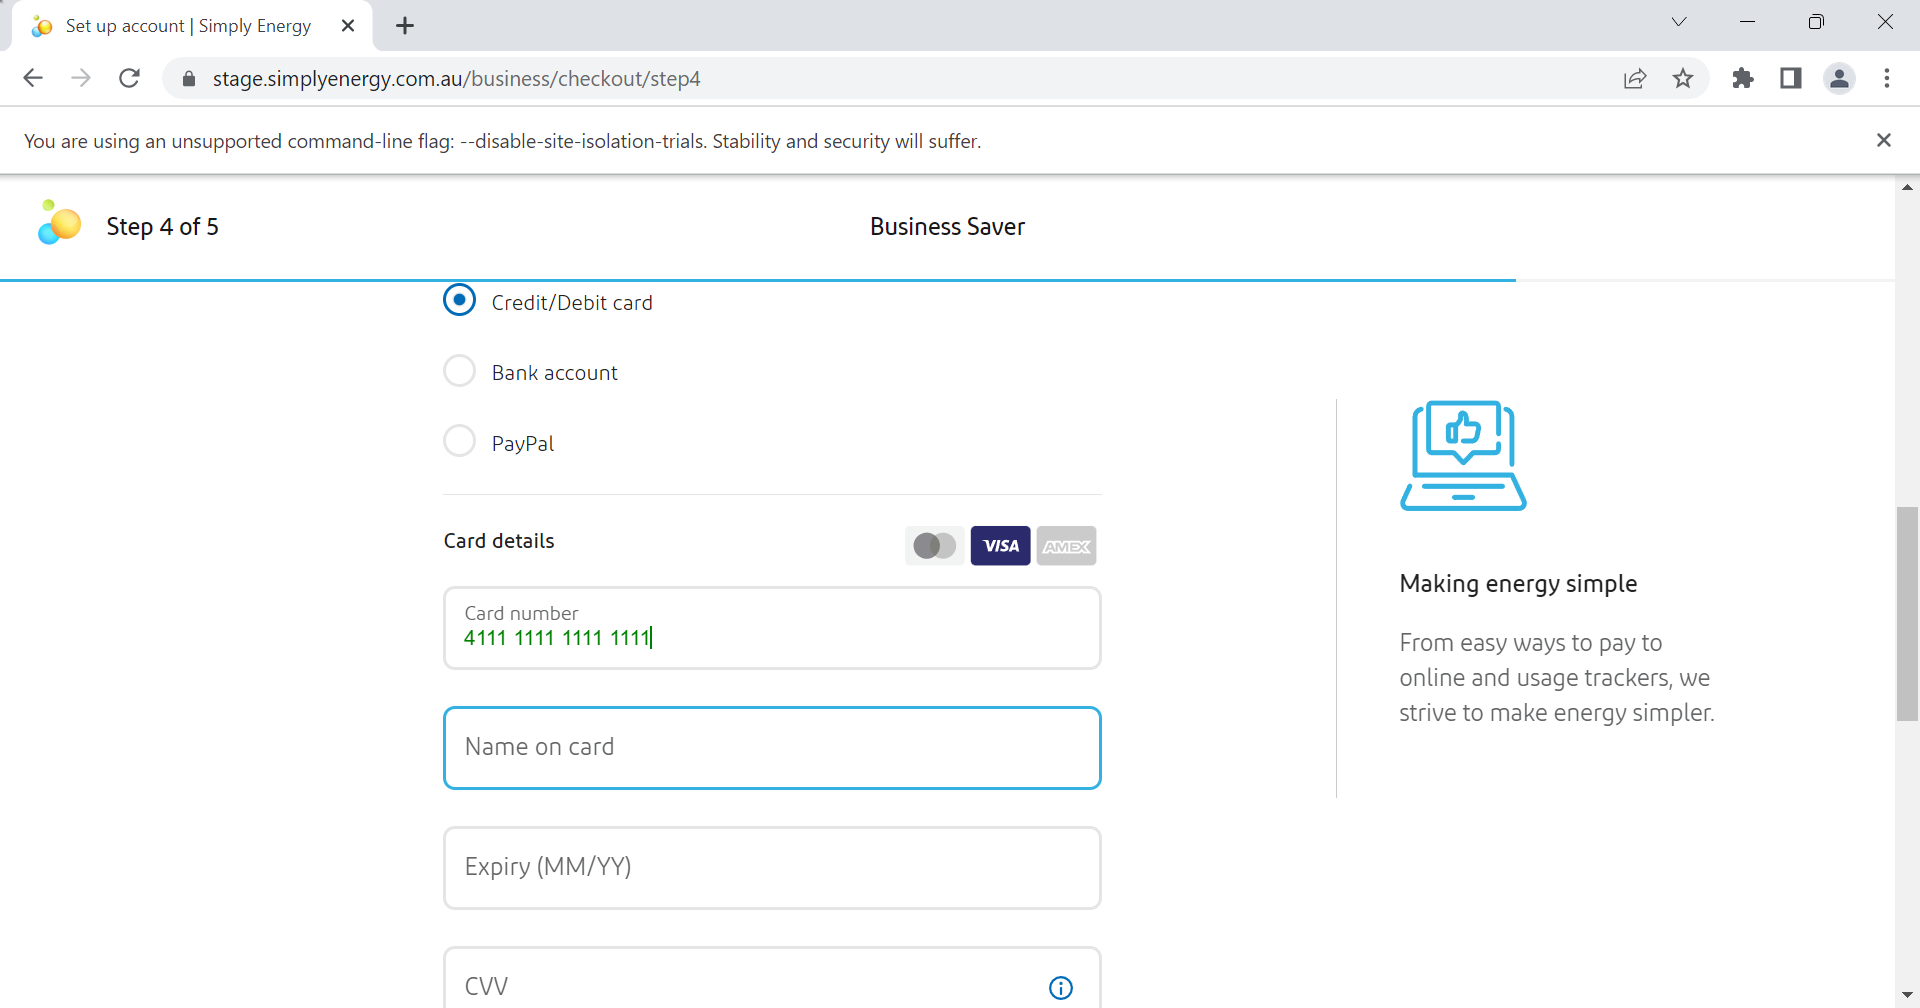 Set up account | Simply Energy
stage.simplyenergy.com.au/business/checkout/step4
You are using an unsupported command-line flag: --disable-site-isolation-trials. Stability and security will suffer.
Step 4 of 5
Business Saver
Credit/Debit card
Bank account
PayPal
Card details
VISA
AMEX
Card number
4111 1111 1111 1111
Name on card
Expiry (MM/YY)
CVV
Making energy simple
From easy ways to pay to
online and usage trackers, we
strive to make energy simpler.